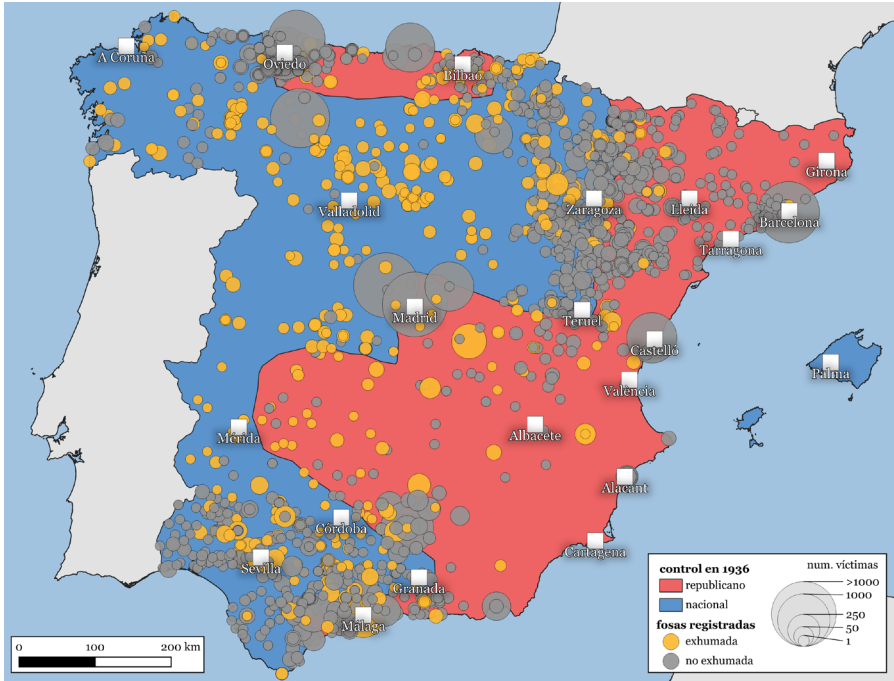 A Coruña
Oviedo
Bilbao
Girona
Valladolid
Zaragoza
Lleida
Barcelona
Tarragona
Madrid
Teruel
Castelló
Palma
València
Mérida
Albacete
Alacant
Córdoba
Cartagena
Sevilla
Granada
Málaga
0 100 200 km
control en 1936
republicano
nacional
fosas registradas
exhumada
no exhumada
num. víctimas
>1000
1000
250
50
1